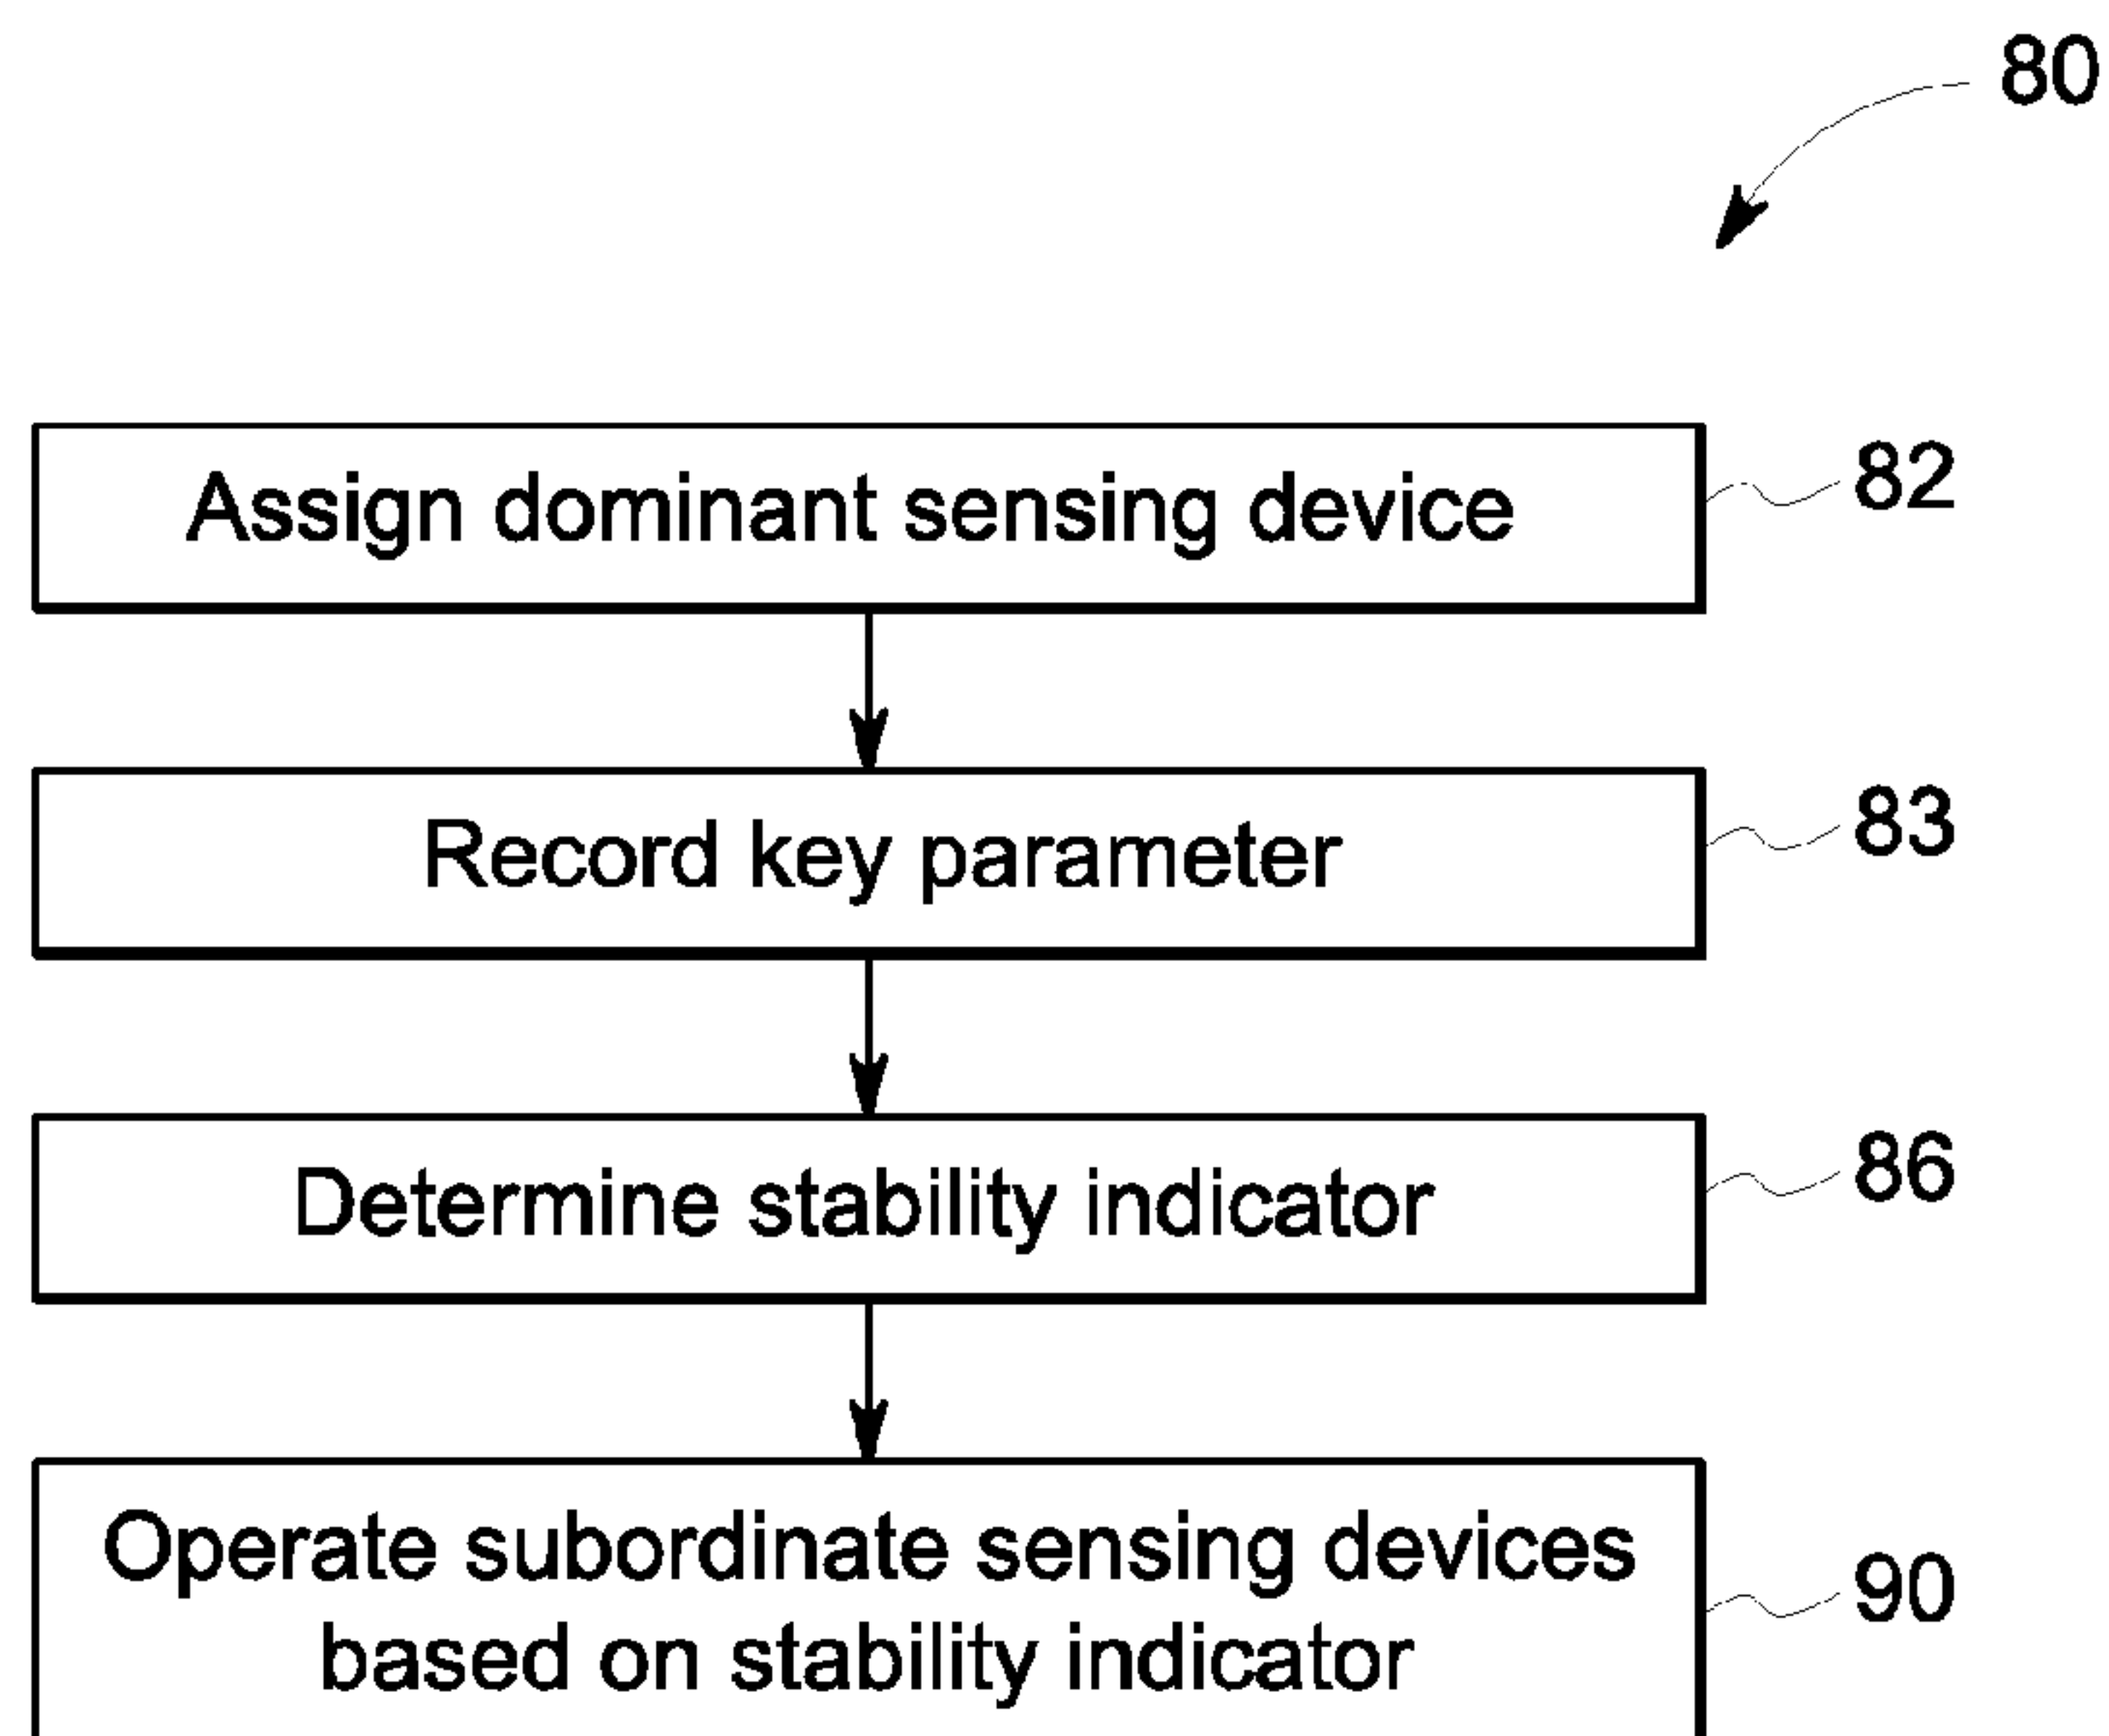 80
Assign dominant sensing device
82
Record key parameter
83
Determine stability indicator
86
Operate subordinate sensing devices
based on stability indicator
90